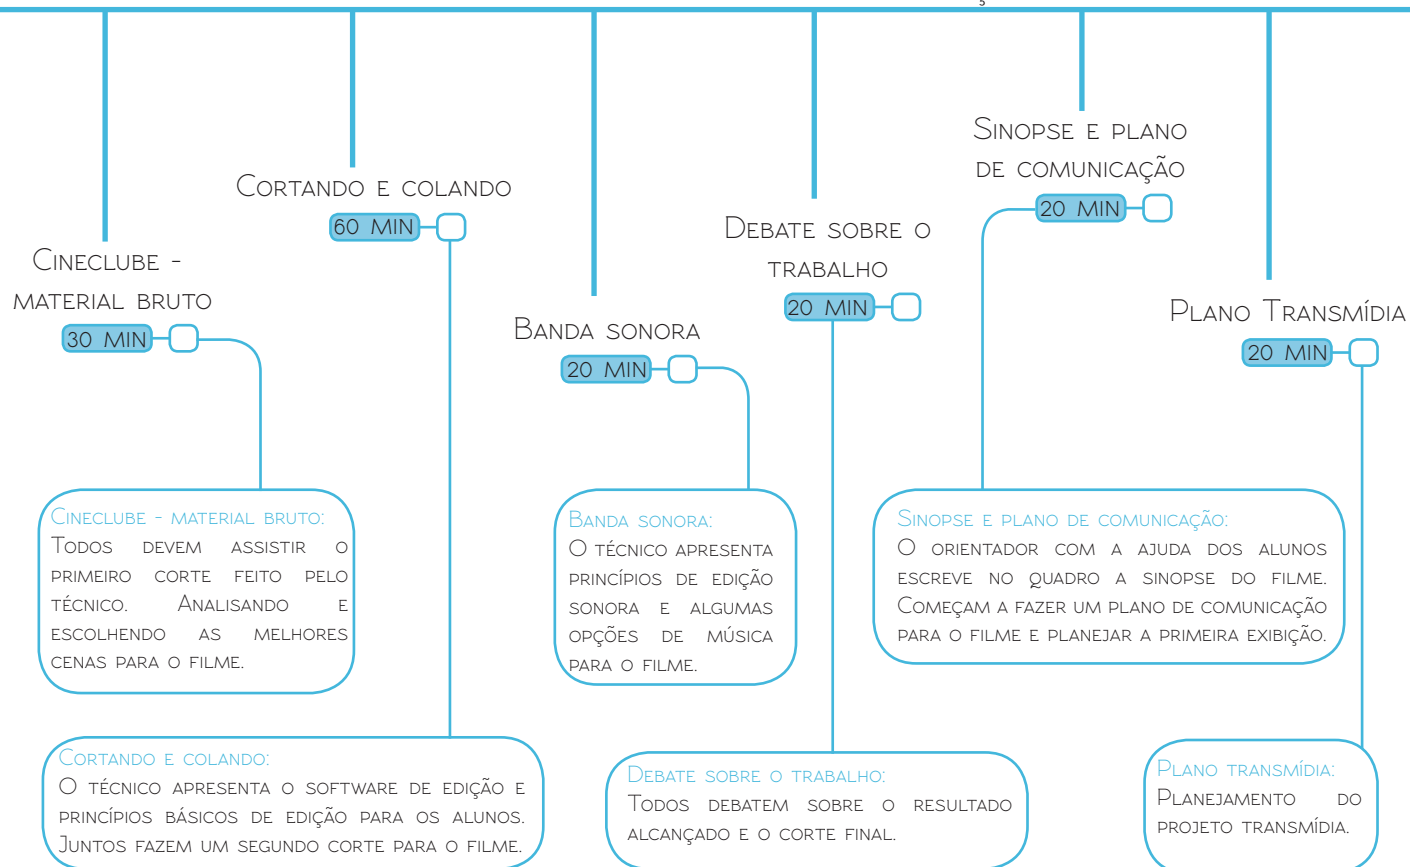 Cineclube -
material bruto
30 min
Cortando e colando
60 min
Banda sonora
20 min
Debate sobre o
trabalho
20 min
Sinopse e plano
de comunicação
20 min
Plano Transmídia
20 min
Cineclube - material bruto:
Todos devem assistir o
primeiro corte feito pelo
técnico. Analisando e
escolhendo as melhores
cenas para o filme.
Banda sonora:
O técnico apresenta
princípios de edição
sonora e algumas
opções de música
para o filme.
Sinopse e plano de comunicação:
O orientador com a ajuda dos alunos
escreve no quadro a sinopse do filme.
Começam a fazer um plano de comunicação
para o filme e planejar a primeira exibição.
Cortando e colando:
O técnico apresenta o software de edição e
princípios básicos de edição para os alunos.
Juntos fazem um segundo corte para o filme.
Debate sobre o trabalho:
Todos debatem sobre o resultado
alcançado e o corte final.
Plano transmídia:
Planejamento do
projeto transmídia.